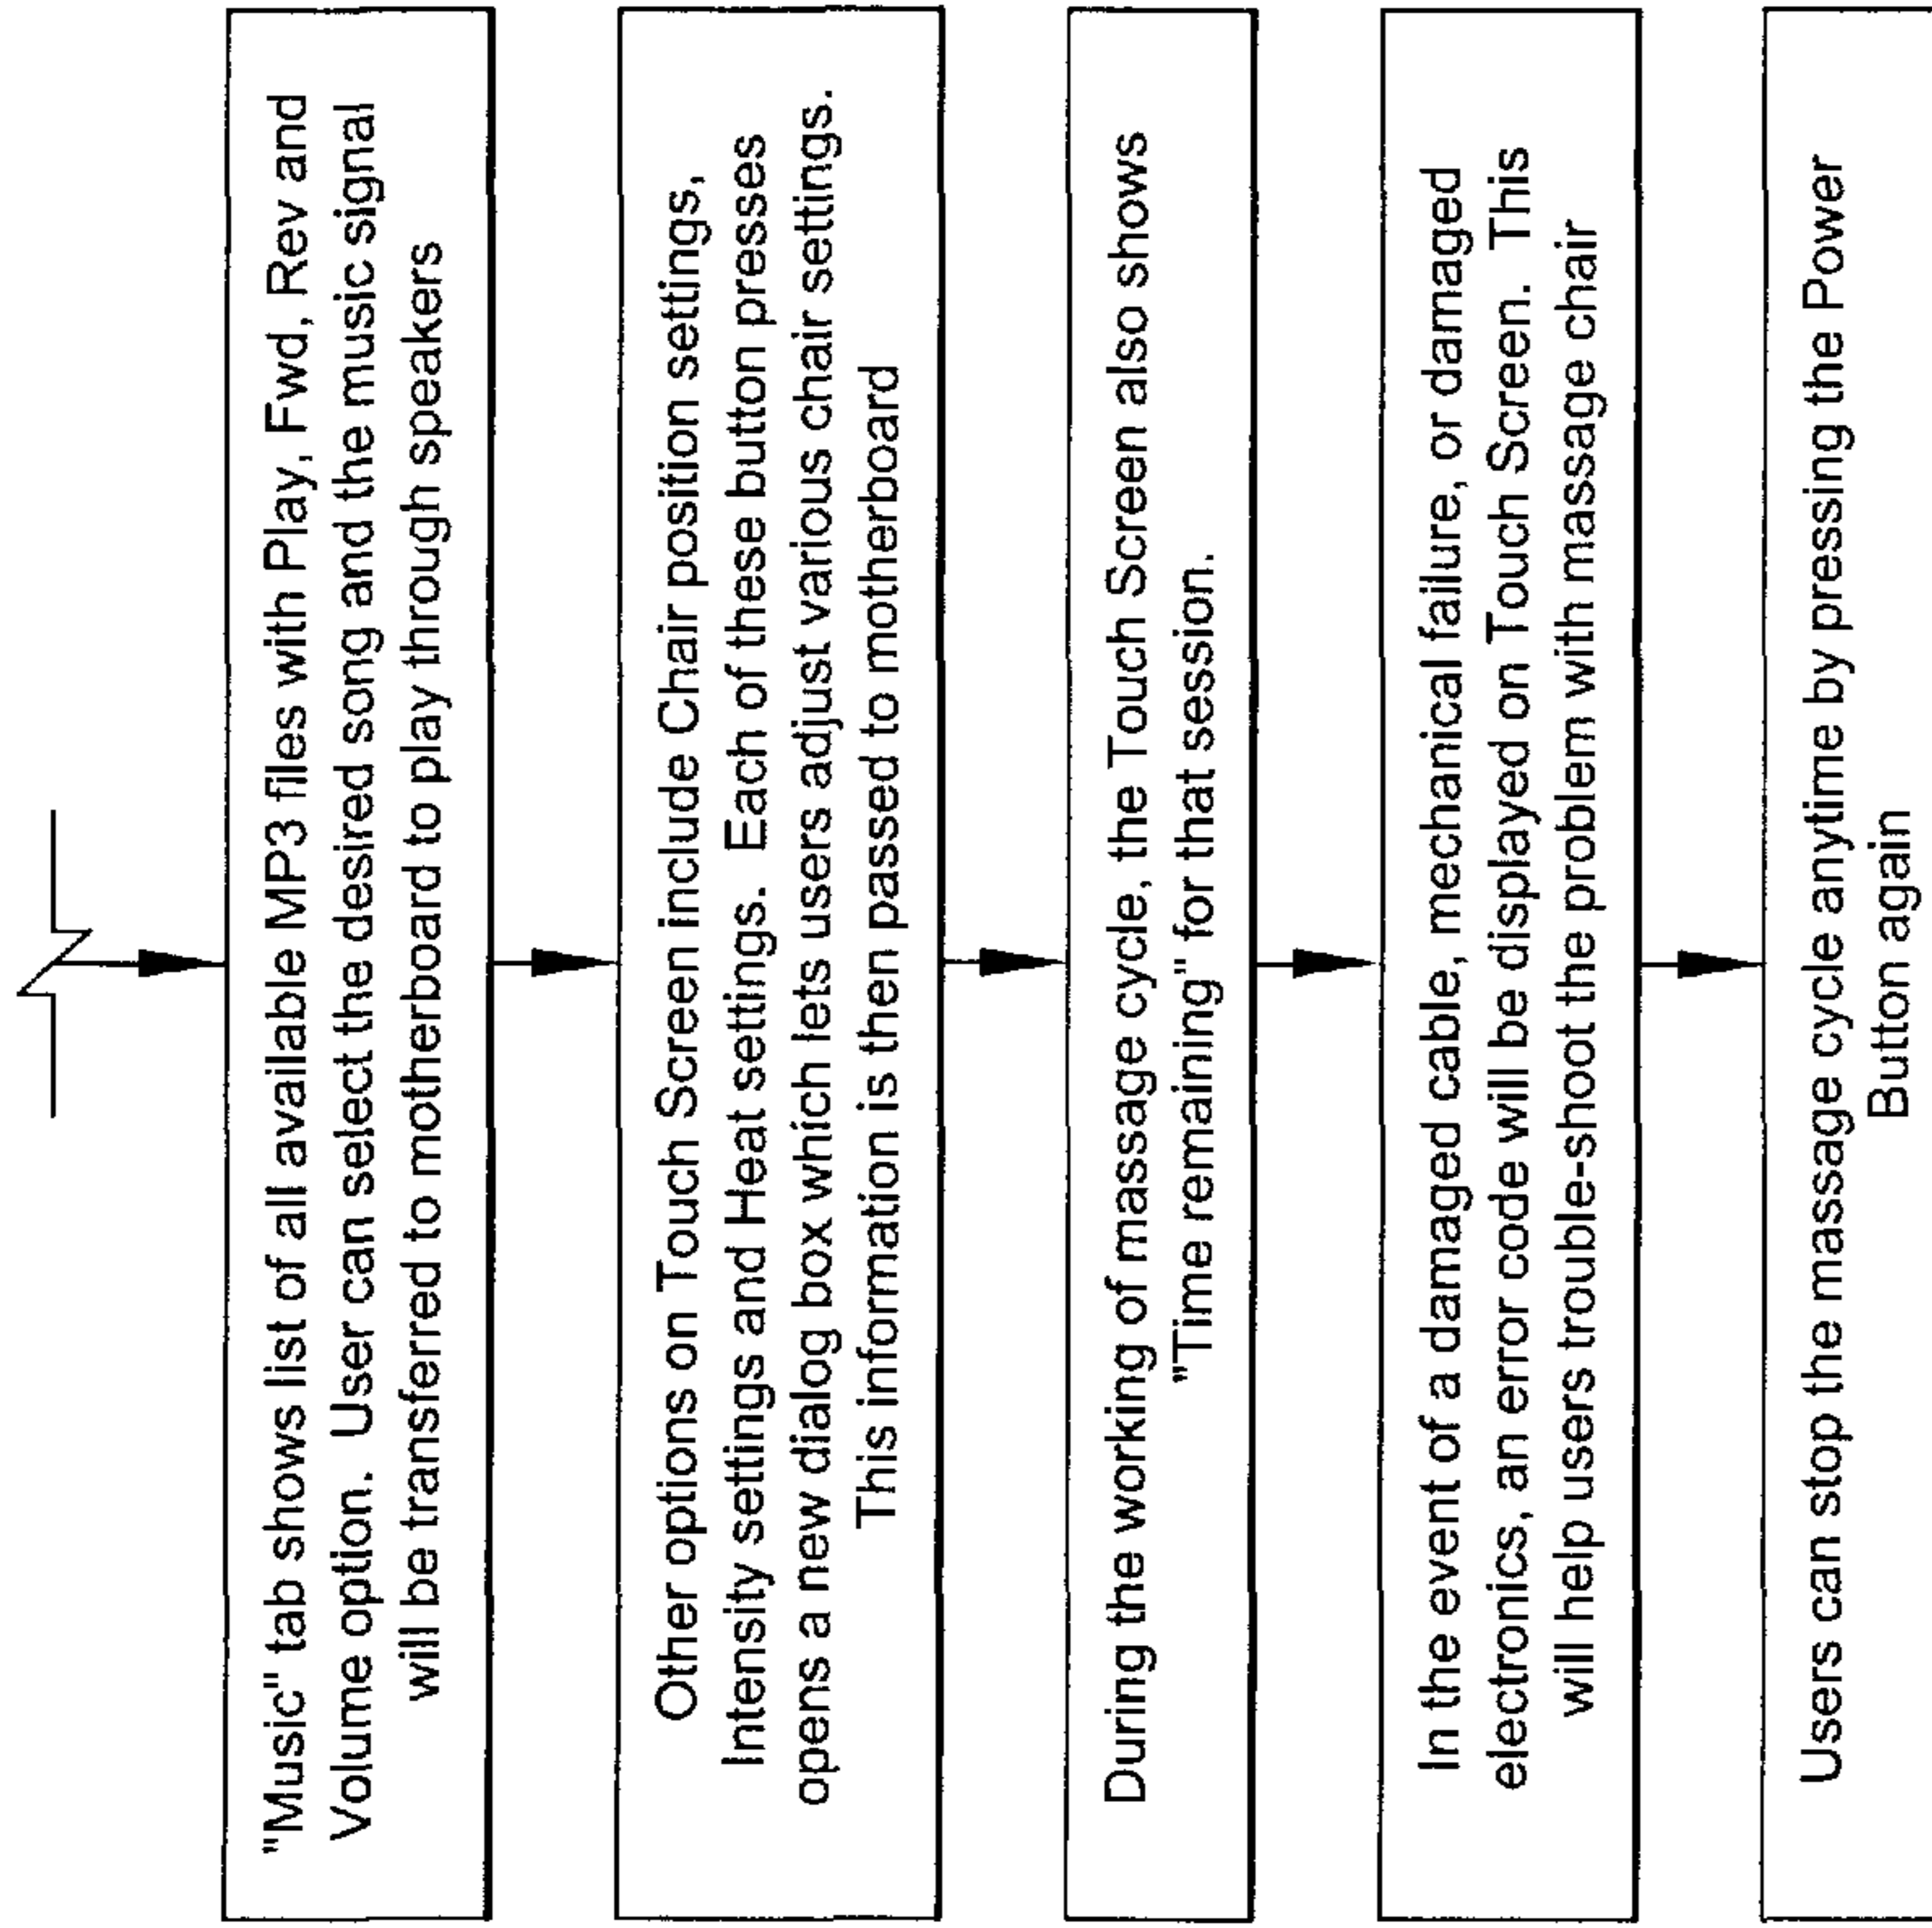 "Music" tab shows list of all available MP3 files with Play, Fwd, Rev and
Volume option. User can select the desired song and the music signal
will be transferred to motherboard to play through speakers
Other options on Touch Screen include Chair position settings,
Intensity settings and Heat settings. Each of these button presses
opens a new dialog box which lets users adjust various chair settings.
This information is then passed to motherboard
During the working of massage cycle, the Touch Screen also shows
"Time remaining" for that session.
In the event of a damaged cable, mechanical failure, or damaged
electronics, an error code will be displayed on Touch Screen. This
will help users trouble-shoot the problem with massage chair
Users can stop the massage cycle anytime by pressing the Power
Button again